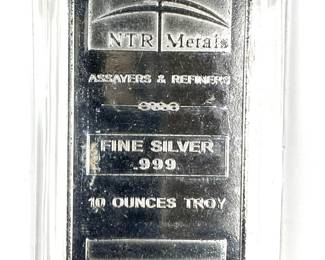 NTR Metals
ASSAYERS & REFINERS
FINE SILVER
.999
10 OUNCES TROY